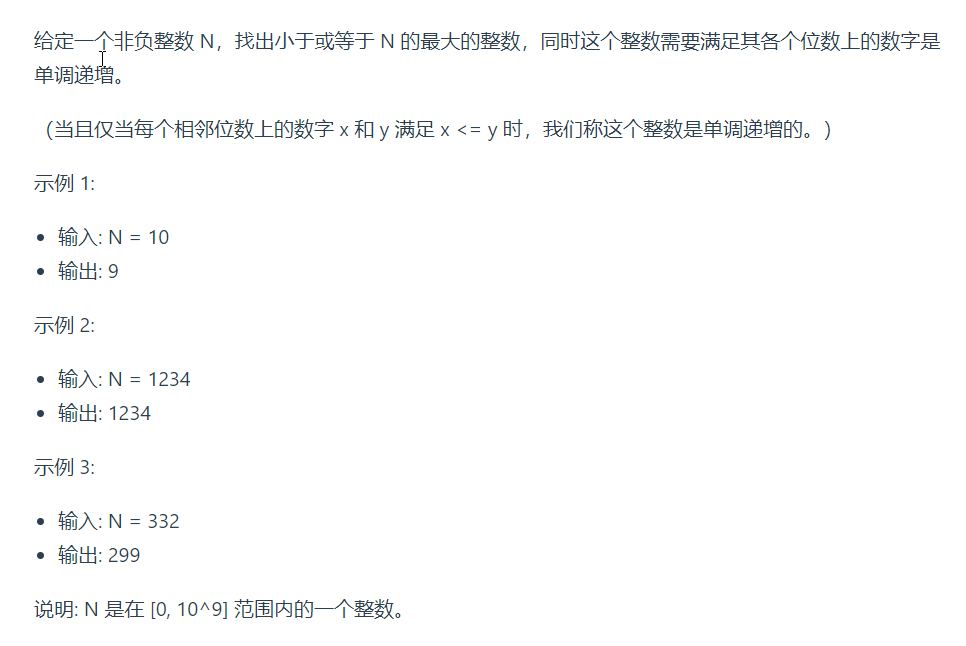 给定一个非负整数 N，找出小于或等于 N 的最大的整数，同时这个整数需要满足其各个位数上的数字是
单调递增。
（当且仅当每个相邻位数上的数字 x 和 y 满足 x <= y 时，我们称这个整数是单调递增的。）
示例 1:
• 输入: N = 10
• 输出: 9
示例 2:
• 输入: N = 1234
• 输出: 1234
示例 3:
• 输入: N = 332
• 输出: 299
说明: N 是在 [0, 10^9] 范围内的一个整数。